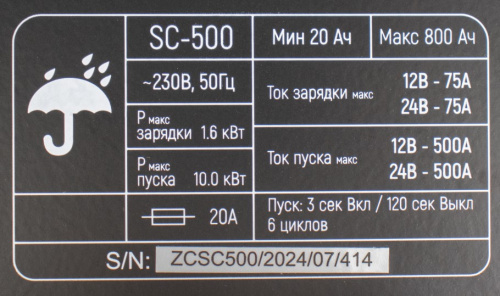 SC-500
Мин 20 Ач
Макс 800 Ач
~230В, 50Гц
Ток зарядки макс
12В - 75А
24В - 75А
Р макс
зарядки 1.6 кВт
Ток пуска макс
12В - 500А
24В - 500А
Р макс
пуска 10.0 кВт
20А
Пуск: 3 сек Вкл / 120 сек Выкл
6 циклов
S/N: ZCSC500/2024/07/414